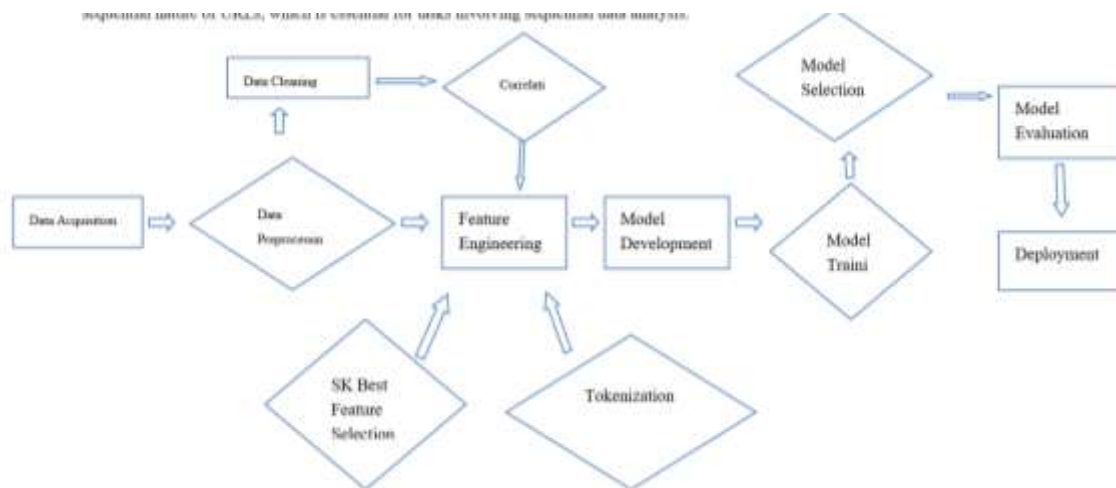 sequential nature of URLs, which is essential for tasks involving sequential data analysis.
Data Cleaning
Correlati
Model
Selection
Model
Evaluation
Data Acquisition
Data
Feature
Engineering
Model
Development
Model
Traini
Deployment
SK Best
Feature
Selection
Tokenization